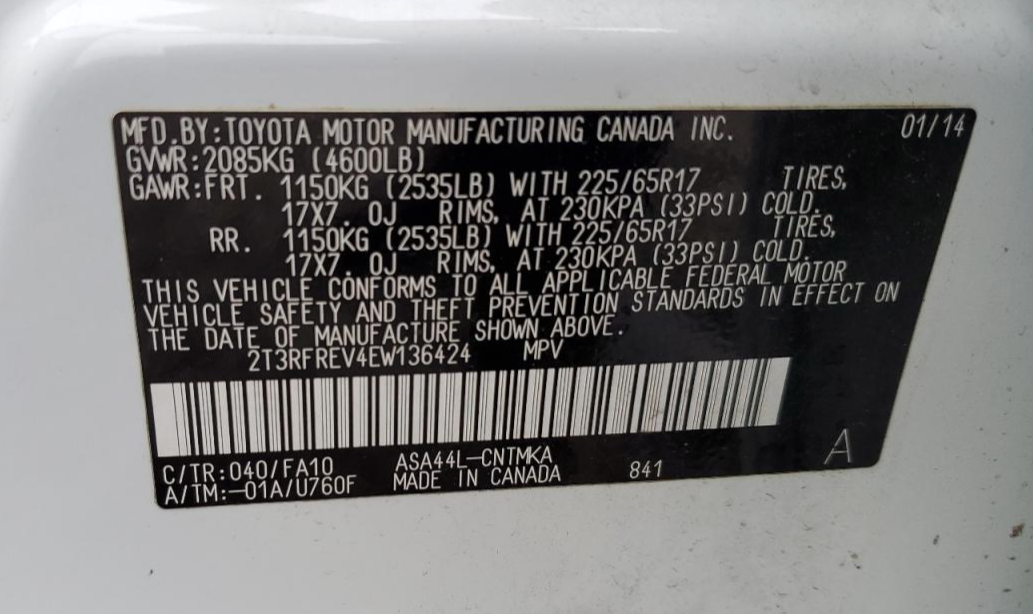 MFD.BY:TOYOTA MOTOR MANUFACTURING CANADA INC. 01/14
GVWR:2085KG (4600LB)
GAWR:FRT. 1150KG (2535LB) WITH 225/65R17 TIRES,
17X7. 0J RIMS, AT 230KPA (33PSI) COLD.
RR. 1150KG (2535LB) WITH 225/65R17 TIRES,
17X7. 0J RIMS, AT 230KPA (33PSI) COLD.
THIS VEHICLE CONFORMS TO ALL APPLICABLE FEDERAL MOTOR
VEHICLE SAFETY AND THEFT PREVENTION STANDARDS IN EFFECT ON
THE DATE OF MANUFACTURE SHOWN ABOVE.
2T3RFREV4EW136424 MPV
C/TR:040/FA10 ASA44L-CNTMKA 841 A
A/TM:-01A/U760F MADE IN CANADA